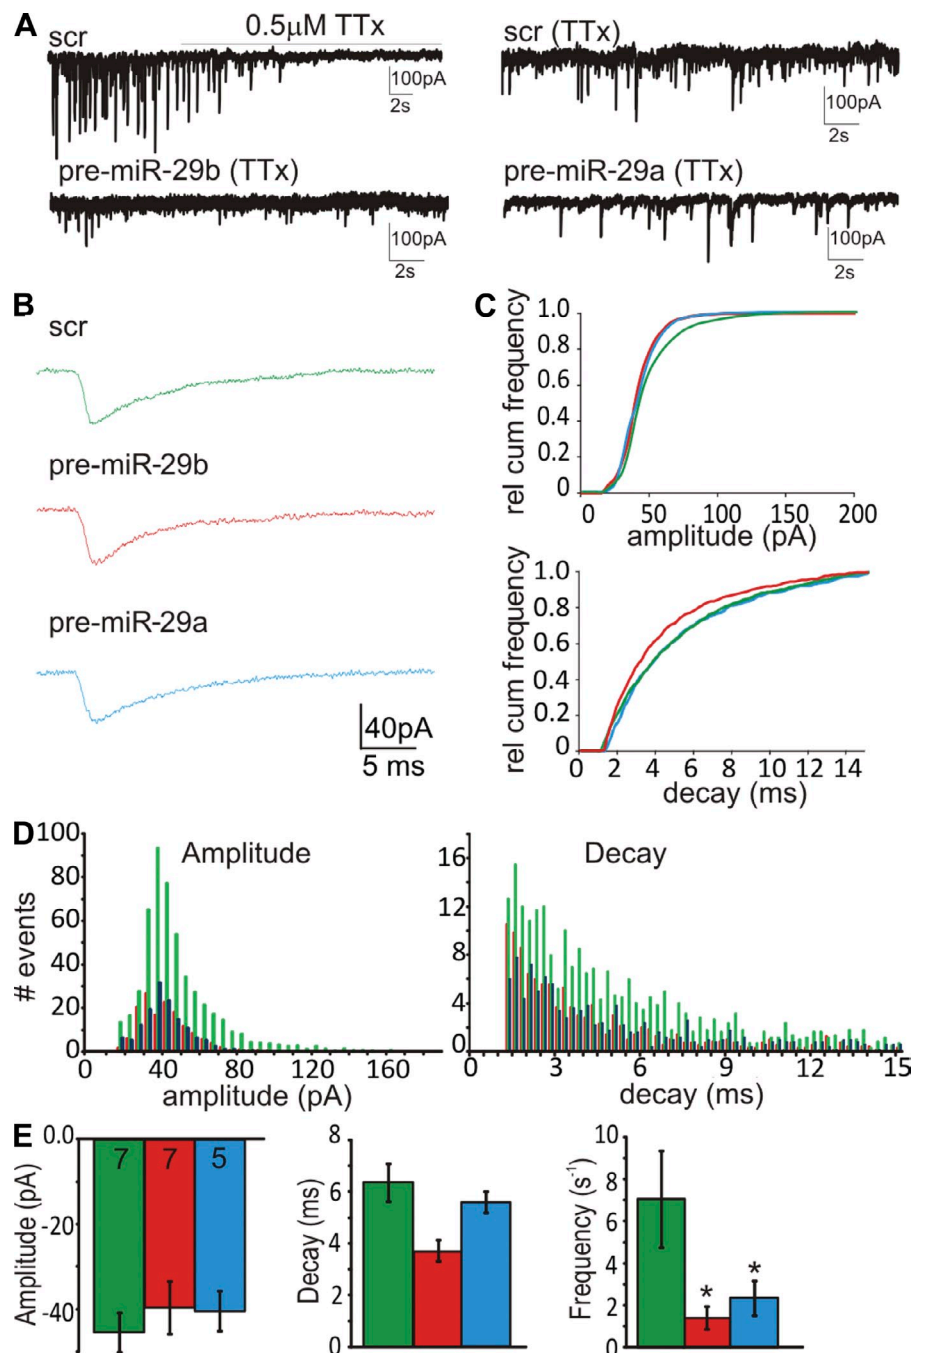 A
scr
0.5μM TTx
100pA
2s
scr (TTx)
100pA
2s
pre-miR-29b (TTx)
100pA
2s
pre-miR-29a (TTx)
100pA
2s
B
scr
pre-miR-29b
pre-miR-29a
40pA
5 ms
C
rel cum frequency
1.0
0.8
0.6
0.4
0.2
0
0 50 100 150 200
amplitude (pA)
rel cum frequency
1.0
0.8
0.6
0.4
0.2
0
0 2 4 6 8 10 12 14
decay (ms)
D
# events
100
80
60
40
20
0
Amplitude
0 40 80 120 160
amplitude (pA)
16
12
8
4
0
Decay
0 3 6 9 12 15
decay (ms)
E
Amplitude (pA)
0.0
-20
-40
7 7 5
Decay (ms)
8
6
4
2
0
Frequency (s-1)
10
8
6
4
2
0
* *